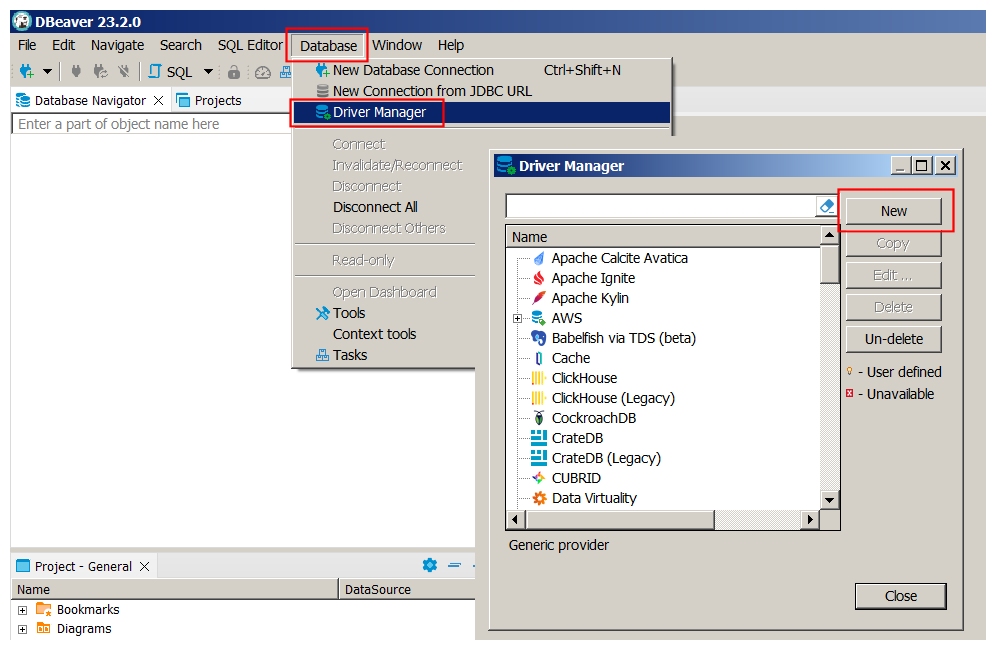 DBeaver 23.2.0
File Edit Navigate Search SQL Editor Database Window Help
SQL
Database Navigator Projects
Enter a part of object name here
New Database Connection Ctrl+Shift+N
New Connection from JDBC URL
Driver Manager
Connect
Invalidate/Reconnect
Disconnect
Disconnect All
Disconnect Others
Read-only
Open Dashboard
Tools
Context tools
Tasks
Driver Manager
New
Copy
Edit ...
Delete
Un-delete
- User defined
- Unavailable
Name
Apache Calcite Avatica
Apache Ignite
Apache Kylin
AWS
Babelfish via TDS (beta)
Cache
ClickHouse
ClickHouse (Legacy)
CockroachDB
CrateDB
CrateDB (Legacy)
CUBRID
Data Virtuality
Generic provider
Close
Project - General
Name DataSource
Bookmarks
Diagrams